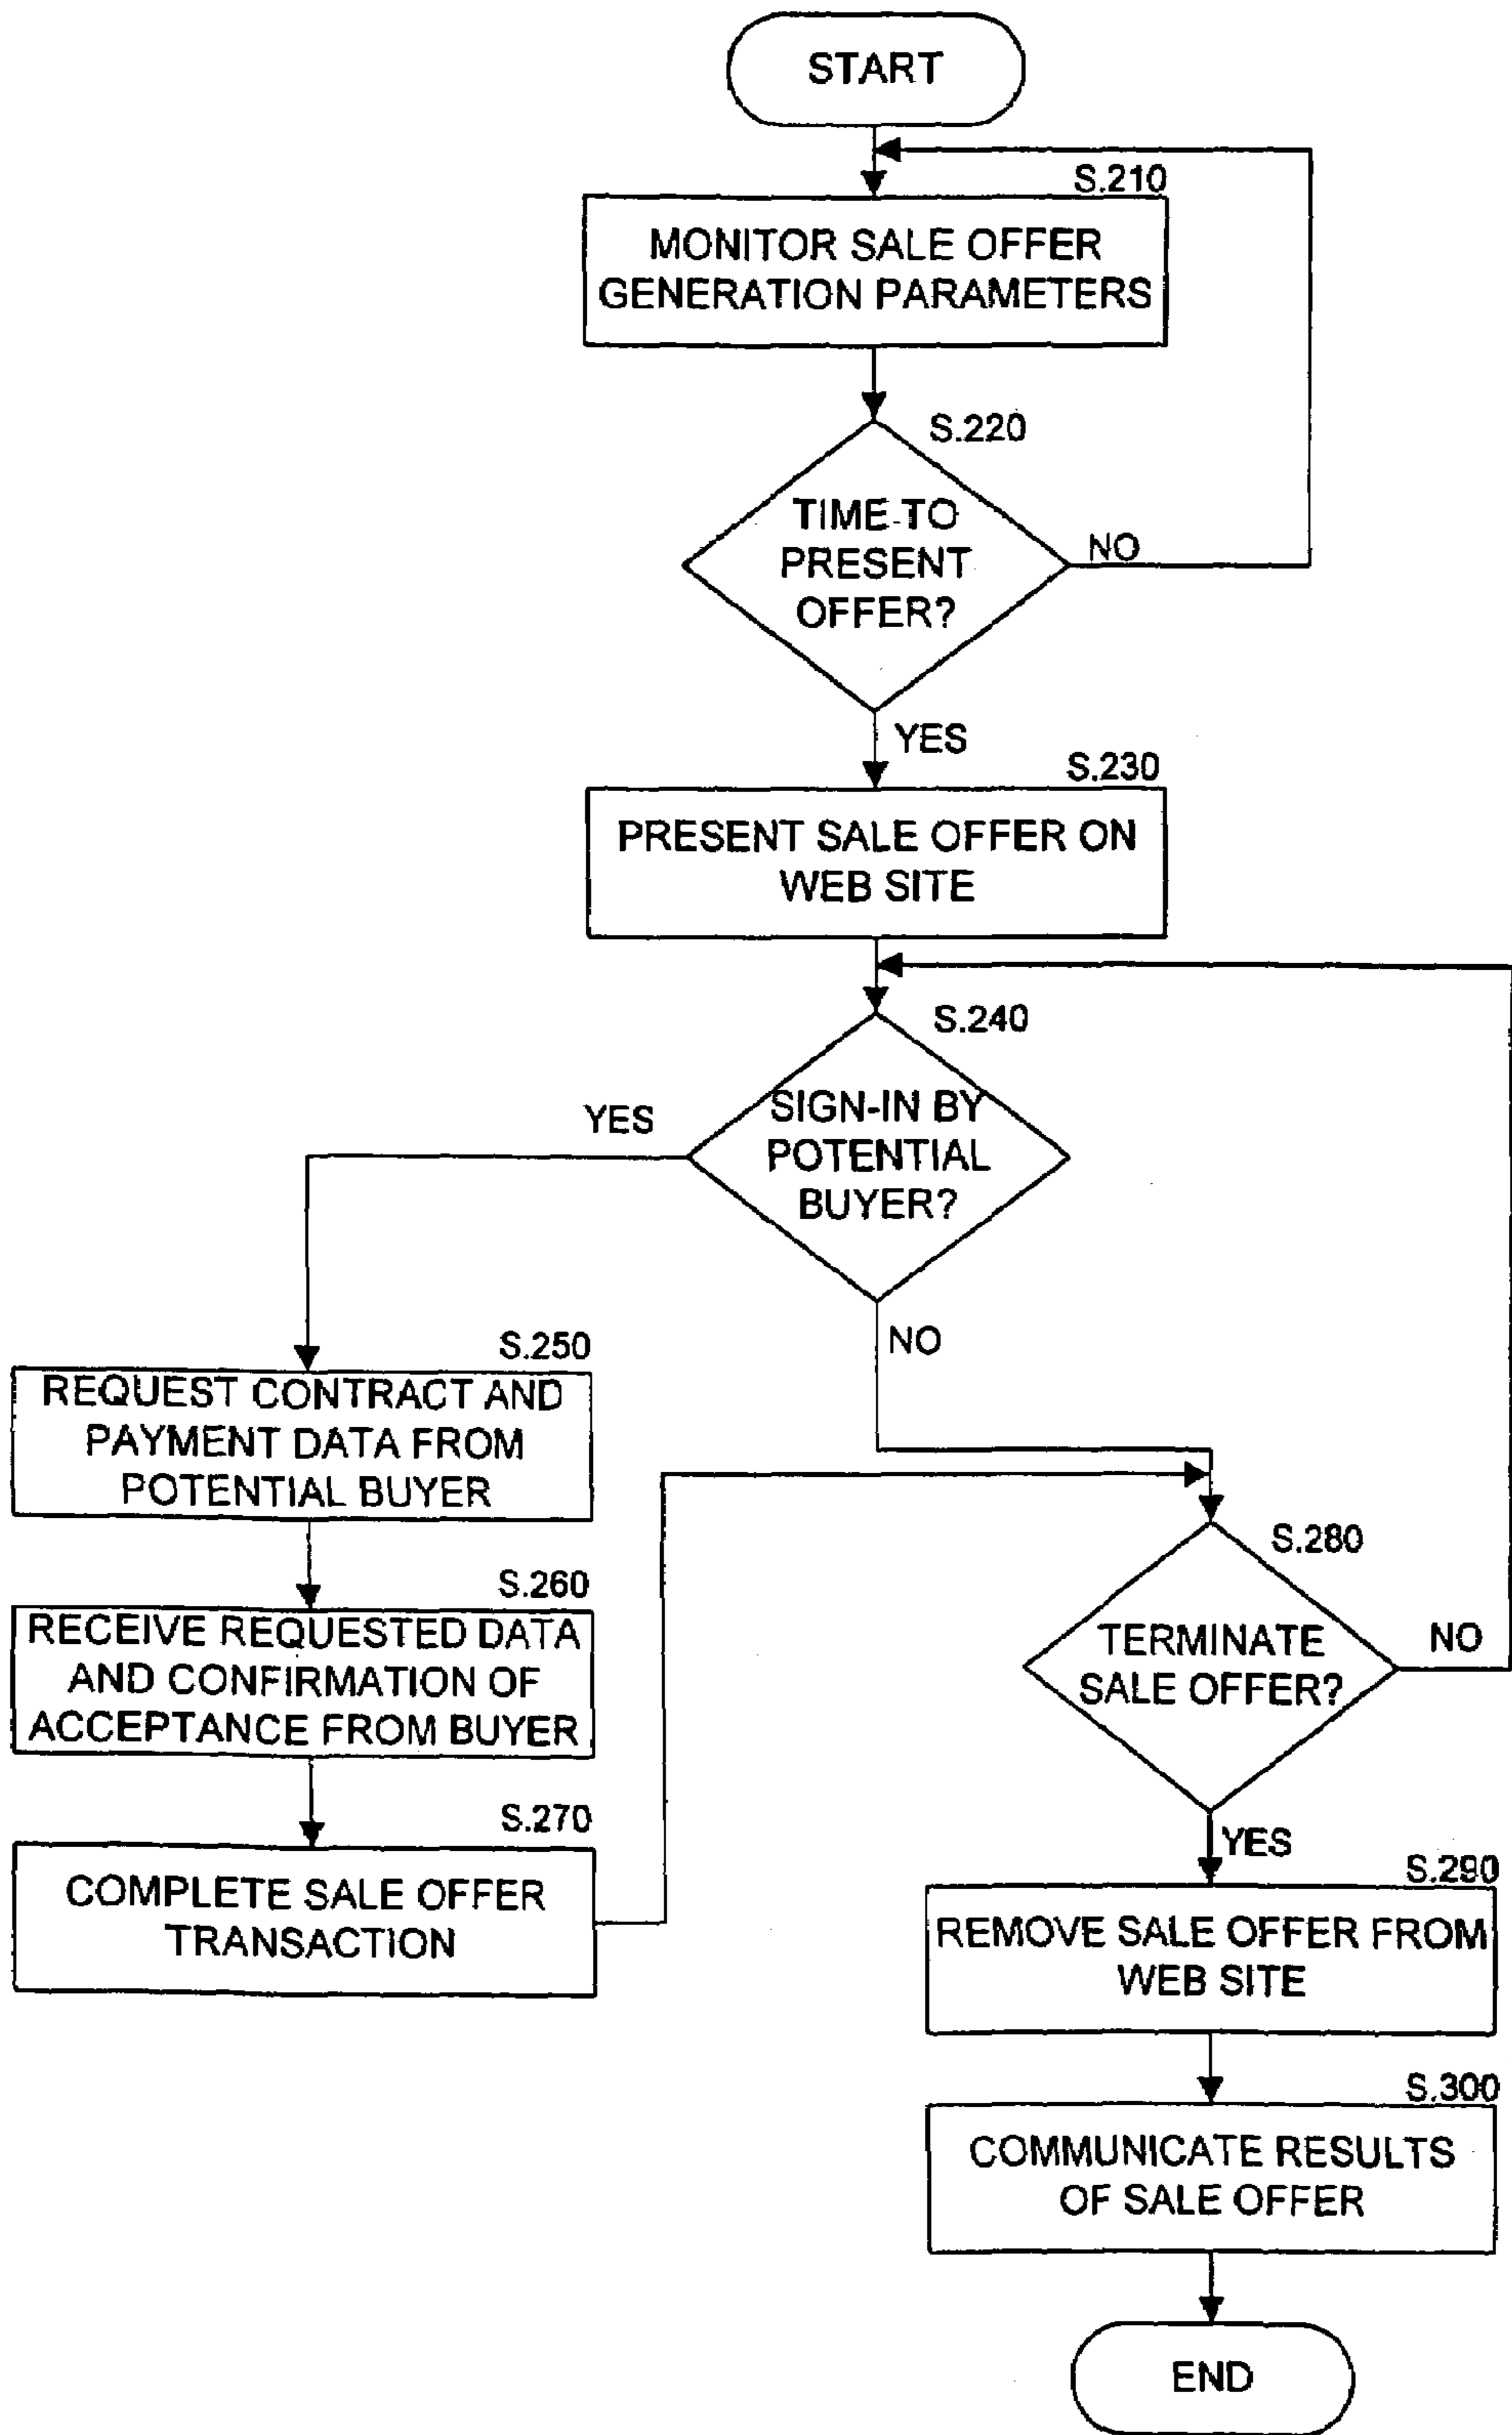 START
S.210
MONITOR SALE OFFER
GENERATION PARAMETERS
S.220
TIME TO
PRESENT
OFFER?
NO
YES
S.230
PRESENT SALE OFFER ON
WEB SITE
S.240
SIGN-IN BY
POTENTIAL
BUYER?
YES
NO
S.250
REQUEST CONTRACT AND
PAYMENT DATA FROM
POTENTIAL BUYER
S.260
RECEIVE REQUESTED DATA
AND CONFIRMATION OF
ACCEPTANCE FROM BUYER
S.270
COMPLETE SALE OFFER
TRANSACTION
S.280
TERMINATE
SALE OFFER?
NO
YES
S.290
REMOVE SALE OFFER FROM
WEB SITE
S.300
COMMUNICATE RESULTS
OF SALE OFFER
END